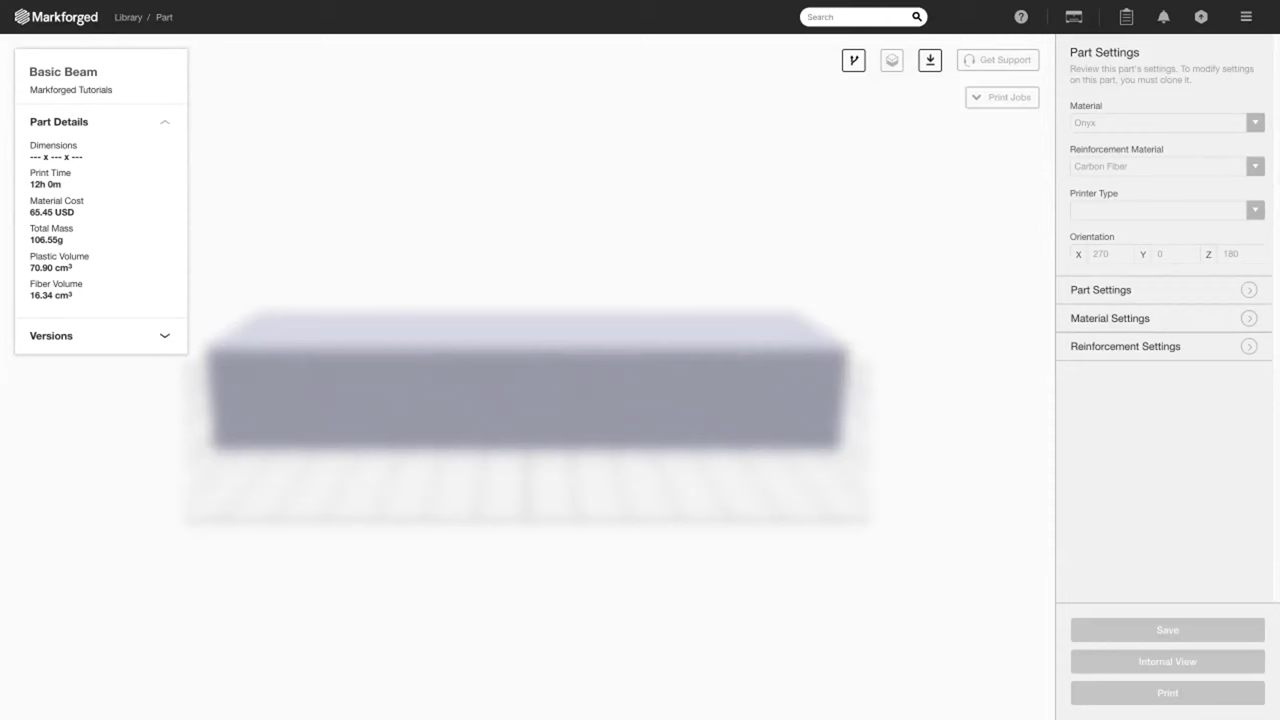 Markforged
Library / Part
Search
Basic Beam
Markforged Tutorials
Part Details
Dimensions
--- x --- x ---
Print Time
12h 0m
Material Cost
65.45 USD
Total Mass
106.55g
Plastic Volume
70.90 cm³
Fiber Volume
16.34 cm³
Versions
Get Support
Print Jobs
Part Settings
Review this part's settings. To modify settings
on this part, you must clone it.
Material
Onyx
Reinforcement Material
Carbon Fiber
Printer Type
Orientation
X 270 Y 0 Z 180
Part Settings
Material Settings
Reinforcement Settings
Save
Internal View
Print